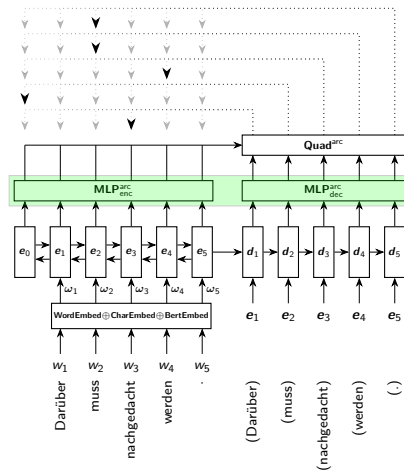 Quad^arc
MLP^arc_enc MLP^arc_dec
e₀ e₁ e₂ e₃ e₄ e₅ d₁ d₂ d₃ d₄ d₅
ω₁ ω₂ ω₃ ω₄ ω₅
WordEmbed⊕CharEmbed⊕BertEmbed e₁ e₂ e₃ e₄ e₅
w₁ w₂ w₃ w₄ w₅
Darüber muss nachgedacht werden . (Darüber) (muss) (nachgedacht) (werden) (.)